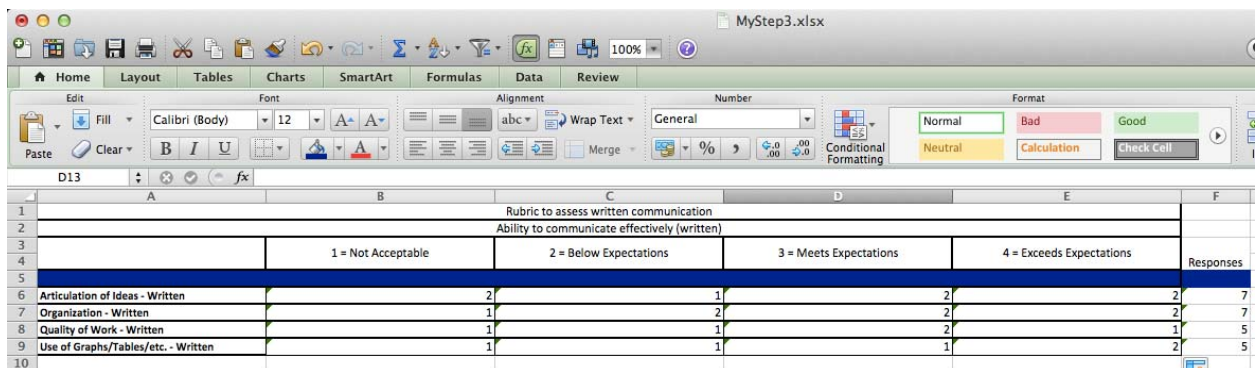 MyStep3.xlsx
100%
Home Layout Tables Charts SmartArt Formulas Data Review
Edit Font Alignment Number Format
Fill Calibri (Body) 12 A A abc Wrap Text General Normal Bad Good
Paste Clear B I U Merge % Conditional Formatting Neutral Calculation Check Cell
D13 fx
A B C D E F
1 Rubric to assess written communication
2 Ability to communicate effectively (written)
3 1 = Not Acceptable 2 = Below Expectations 3 = Meets Expectations 4 = Exceeds Expectations
4 Responses
5
6 Articulation of Ideas - Written 2 1 2 2 7
7 Organization - Written 1 2 2 2 7
8 Quality of Work - Written 1 1 2 1 5
9 Use of Graphs/Tables/etc. - Written 1 1 1 2 5
10